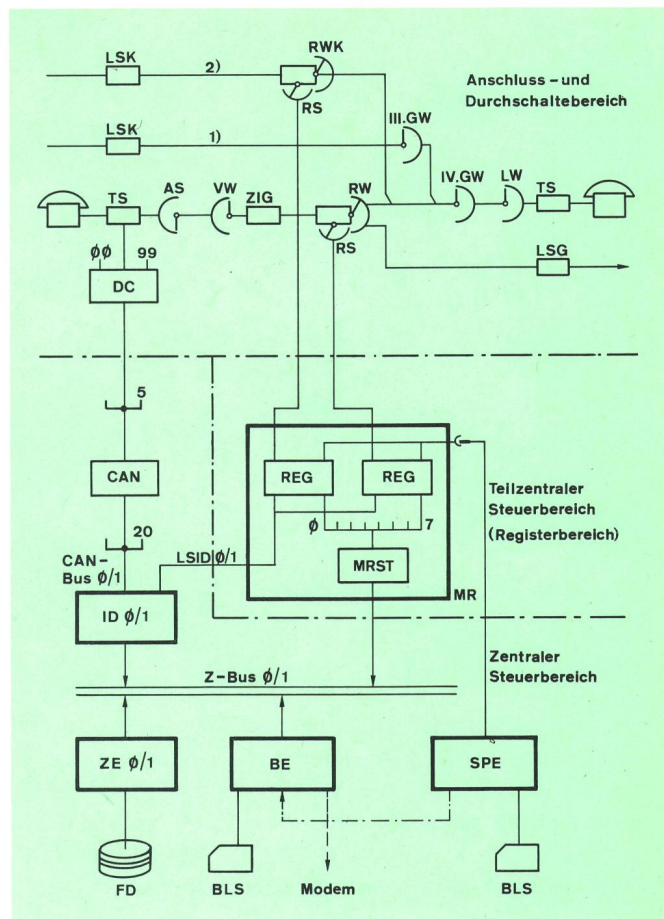 LSK
2)
RWK
RS
Anschluss - und
Durchschaltebereich
LSK
1)
III.GW
TS
AS
VW
ZIG
RW
RS
IV.GW
LW
TS
LSG
φφ
99
DC
5
CAN
20
CAN-
Bus φ/1
LSID φ/1
ID φ/1
REG
REG
φ
7
MRST
MR
Teilzentraler
Steuerbereich
(Registerbereich)
Zentraler
Steuerbereich
Z-Bus φ/1
ZE φ/1
BE
SPE
FD
BLS
Modem
BLS